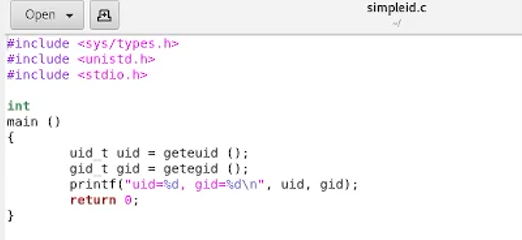 Open
simpleid.c
~/
#include <sys/types.h>
#include <unistd.h>
#include <stdio.h>
int
main ()
{
        uid_t uid = geteuid ();
        gid_t gid = getegid ();
        printf("uid=%d, gid=%d\n", uid, gid);
        return 0;
}